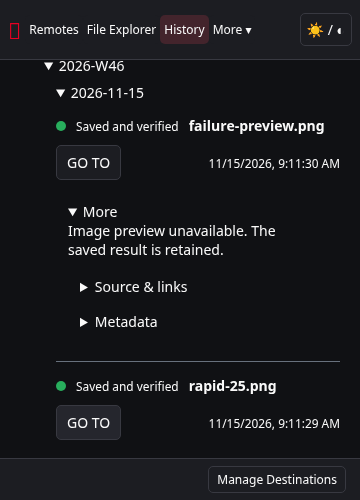 Remotes File Explorer History More ▾ ☀️ / ◐
▼ 2026-W46
▼ 2026-11-15
Saved and verified failure-preview.png
GO TO 11/15/2026, 9:11:30 AM
▼ More
Image preview unavailable. The
saved result is retained.
▶ Source & links
▶ Metadata
Saved and verified rapid-25.png
GO TO 11/15/2026, 9:11:29 AM
Manage Destinations